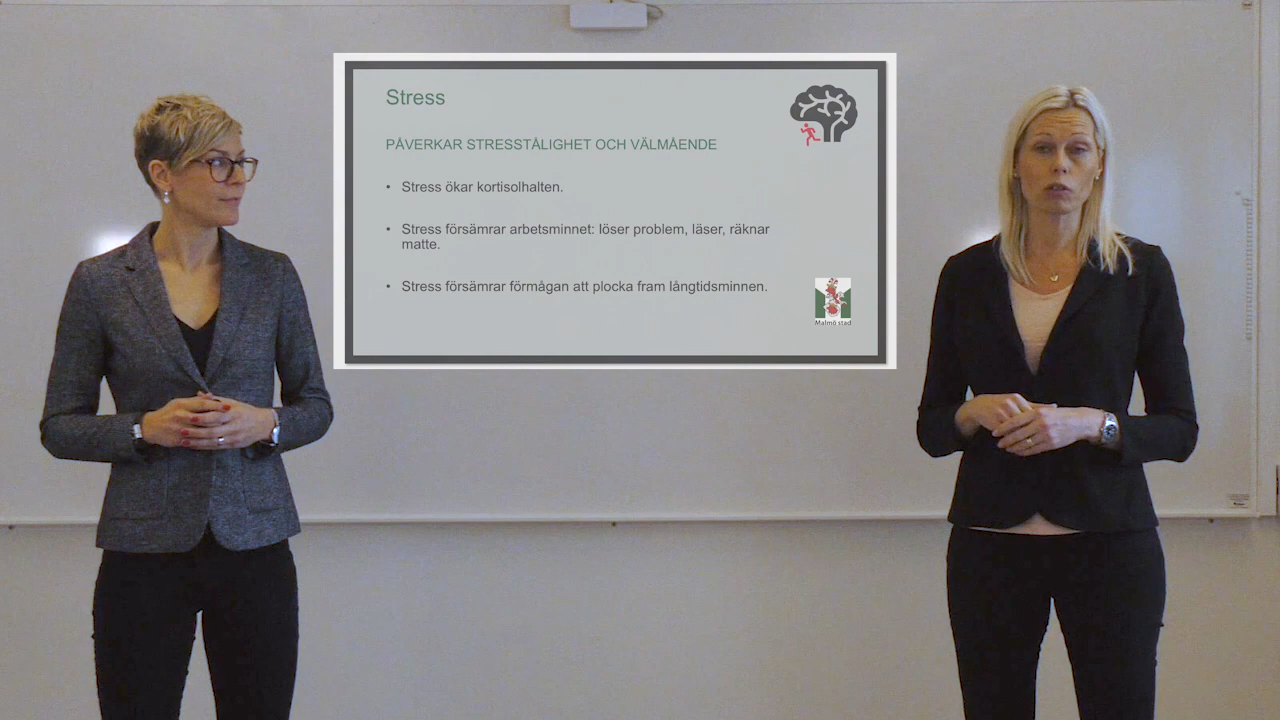 Stress
PÅVERKAR STRESSTÅLIGHET OCH VÄLMÅENDE
• Stress ökar kortisolhalten.
• Stress försämrar arbetsminnet: löser problem, läser, räknar
matte.
• Stress försämrar förmågan att plocka fram långtidsminnen.
Malmö stad